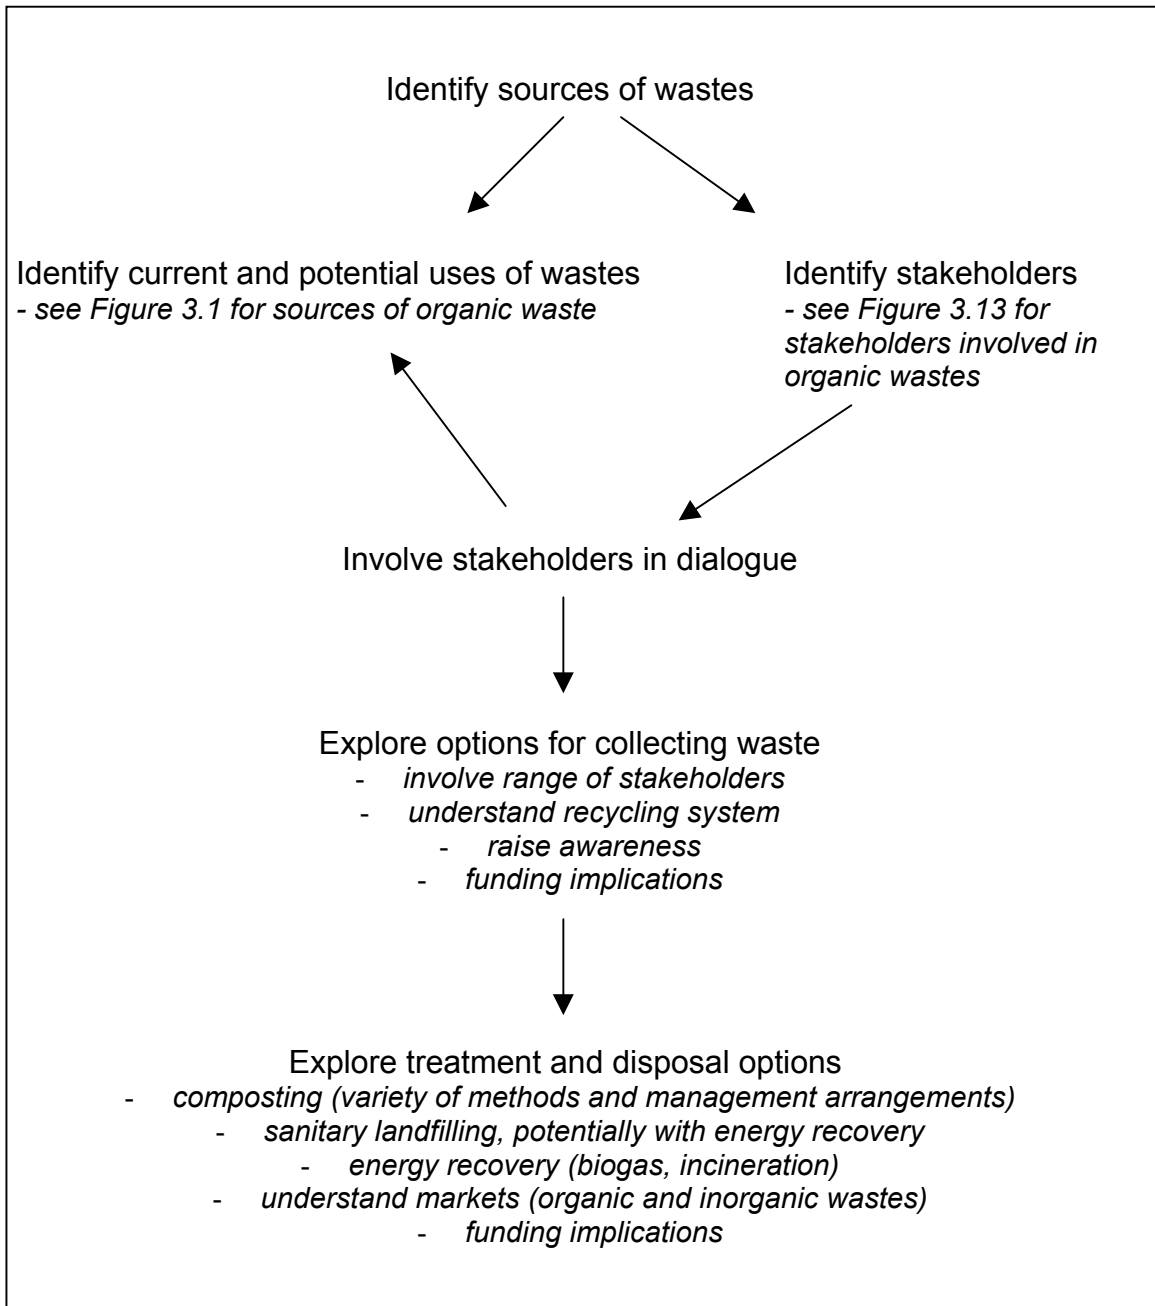 Identify sources of wastes
Identify current and potential uses of wastes
- see Figure 3.1 for sources of organic waste
Identify stakeholders
- see Figure 3.13 for
stakeholders involved in
organic wastes
Involve stakeholders in dialogue
Explore options for collecting waste
- involve range of stakeholders
- understand recycling system
- raise awareness
- funding implications
Explore treatment and disposal options
- composting (variety of methods and management arrangements)
- sanitary landfilling, potentially with energy recovery
- energy recovery (biogas, incineration)
- understand markets (organic and inorganic wastes)
- funding implications